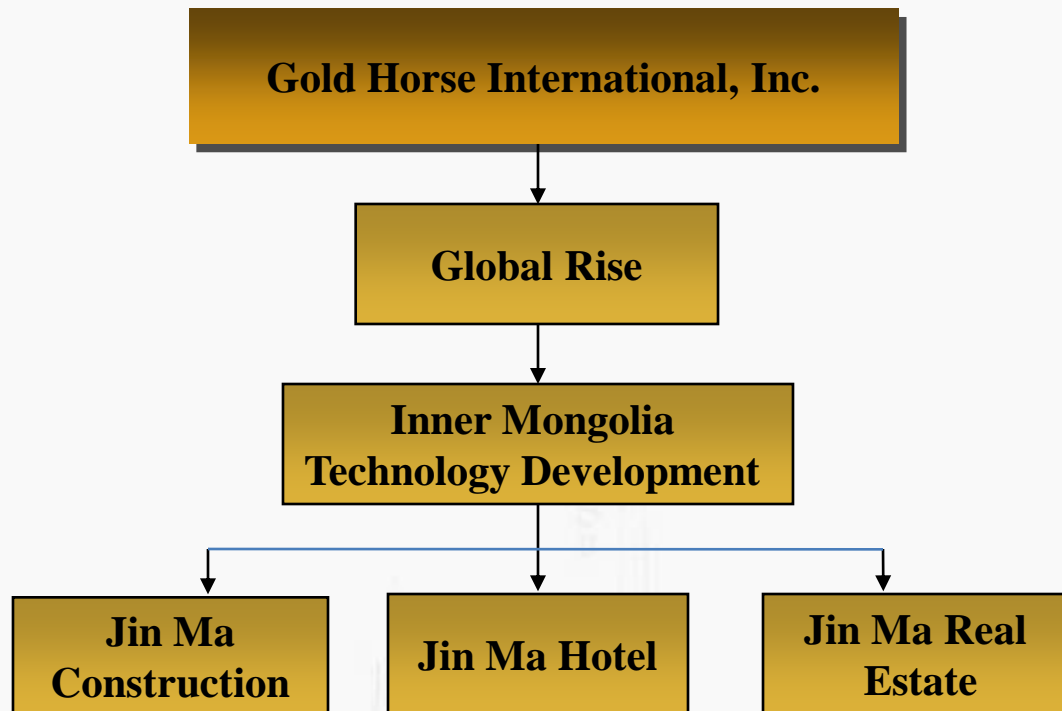 Gold Horse International, Inc.
Global Rise
Inner Mongolia
Technology Development
Jin Ma
Construction
Jin Ma Hotel
Jin Ma Real
Estate